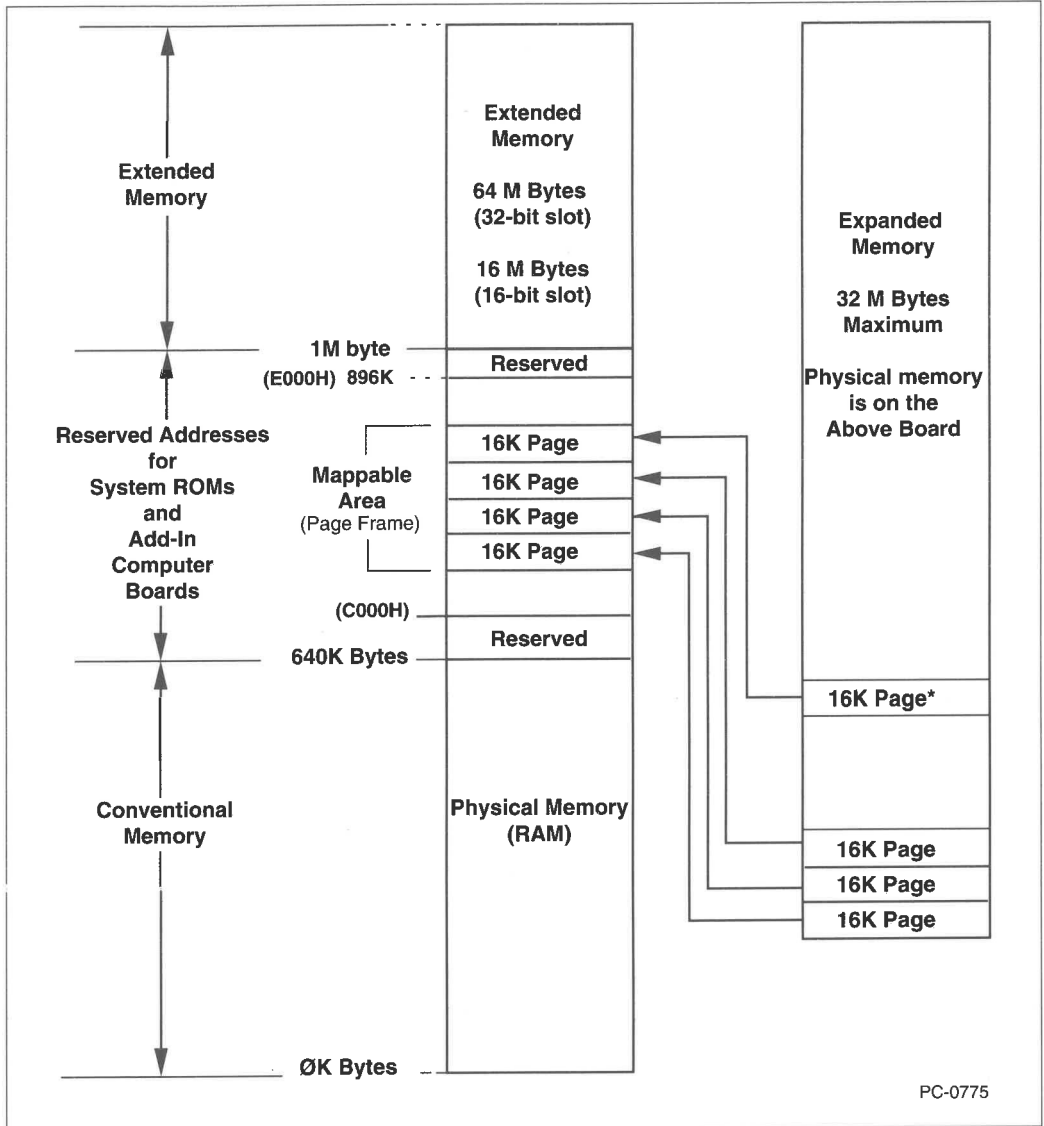 Extended
Memory
Extended
Memory
64 M Bytes
(32-bit slot)
16 M Bytes
(16-bit slot)
Expanded
Memory
32 M Bytes
Maximum
Physical memory
is on the
Above Board
1M byte
Reserved
(E000H) 896K
Reserved Addresses
for
System ROMs
and
Add-In
Computer
Boards
Mappable
Area
(Page Frame)
16K Page
16K Page
16K Page
16K Page
(C000H)
Reserved
640K Bytes
16K Page*
Conventional
Memory
Physical Memory
(RAM)
16K Page
16K Page
16K Page
ØK Bytes
PC-0775